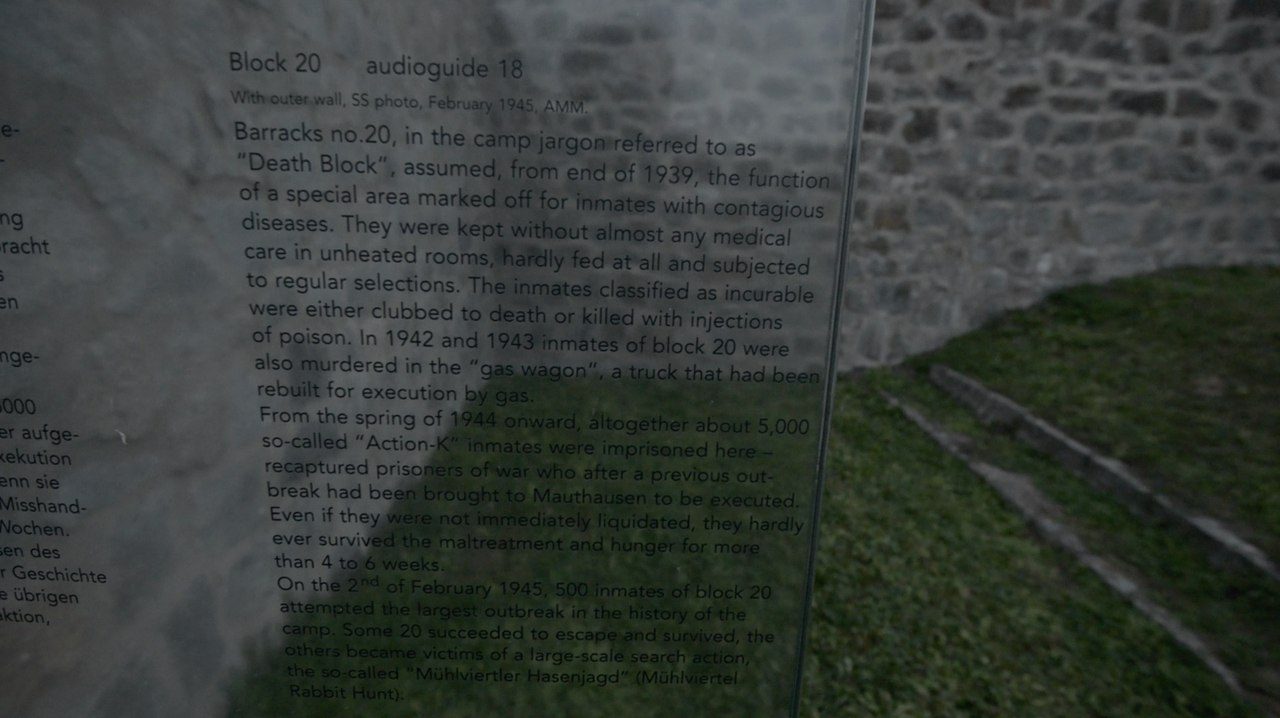 e-
ng
racht
s
en
nge-
000
er aufge-
xekution
enn sie
Misshand-
Wochen.
sen des
r Geschichte
e übrigen
aktion,
Block 20 audioguide 18
With outer wall, SS photo, February 1945, AMM.
Barracks no.20, in the camp jargon referred to as
"Death Block", assumed, from end of 1939, the function
of a special area marked off for inmates with contagious
diseases. They were kept without almost any medical
care in unheated rooms, hardly fed at all and subjected
to regular selections. The inmates classified as incurable
were either clubbed to death or killed with injections
of poison. In 1942 and 1943 inmates of block 20 were
also murdered in the "gas wagon", a truck that had been
rebuilt for execution by gas.
From the spring of 1944 onward, altogether about 5,000
so-called "Action-K" inmates were imprisoned here –
recaptured prisoners of war who after a previous out-
break had been brought to Mauthausen to be executed.
Even if they were not immediately liquidated, they hardly
ever survived the maltreatment and hunger for more
than 4 to 6 weeks.
On the 2nd of February 1945, 500 inmates of block 20
attempted the largest outbreak in the history of the
camp. Some 20 succeeded to escape and survived, the
others became victims of a large-scale search action,
the so-called "Mühlviertler Hasenjagd" (Mühlviertel
Rabbit Hunt).